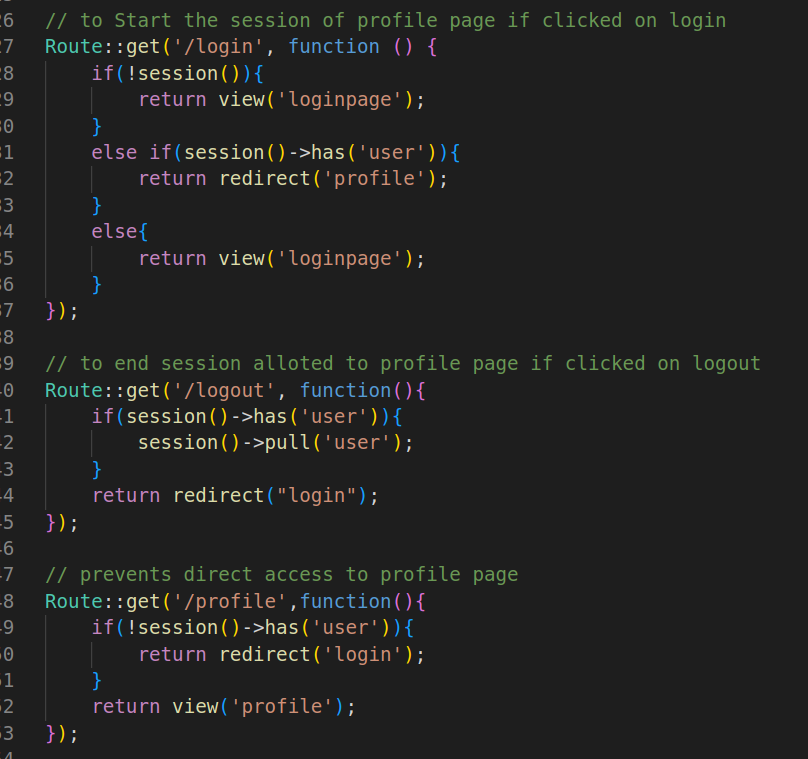 26 // to Start the session of profile page if clicked on login
27 Route::get('/login', function () {
28     if(!session()){
29         return view('loginpage');
30     }
31     else if(session()->has('user')){
32         return redirect('profile');
33     }
34     else{
35         return view('loginpage');
36     }
37 });
38
39 // to end session alloted to profile page if clicked on logout
40 Route::get('/logout', function(){
41     if(session()->has('user')){
42         session()->pull('user');
43     }
44     return redirect("login");
45 });
46
47 // prevents direct access to profile page
48 Route::get('/profile',function(){
49     if(!session()->has('user')){
50         return redirect('login');
51     }
52     return view('profile');
53 });